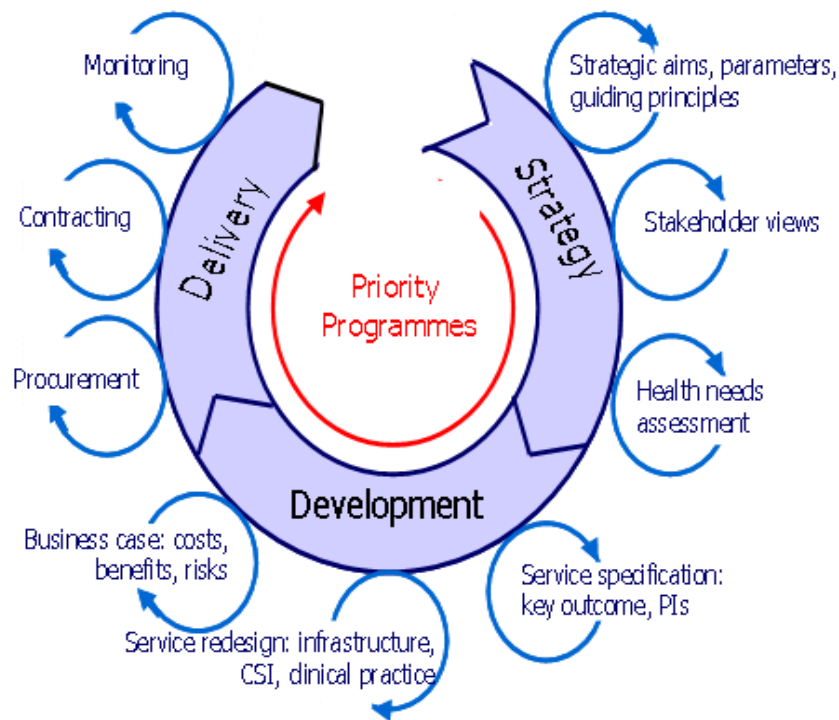 Monitoring
Strategic aims, parameters,
guiding principles
Contracting
Delivery
Strategy
Stakeholder views
Priority
Programmes
Procurement
Health needs
assessment
Development
Business case: costs,
benefits, risks
Service specification:
key outcome, PIs
Service redesign: infrastructure,
CSI, clinical practice